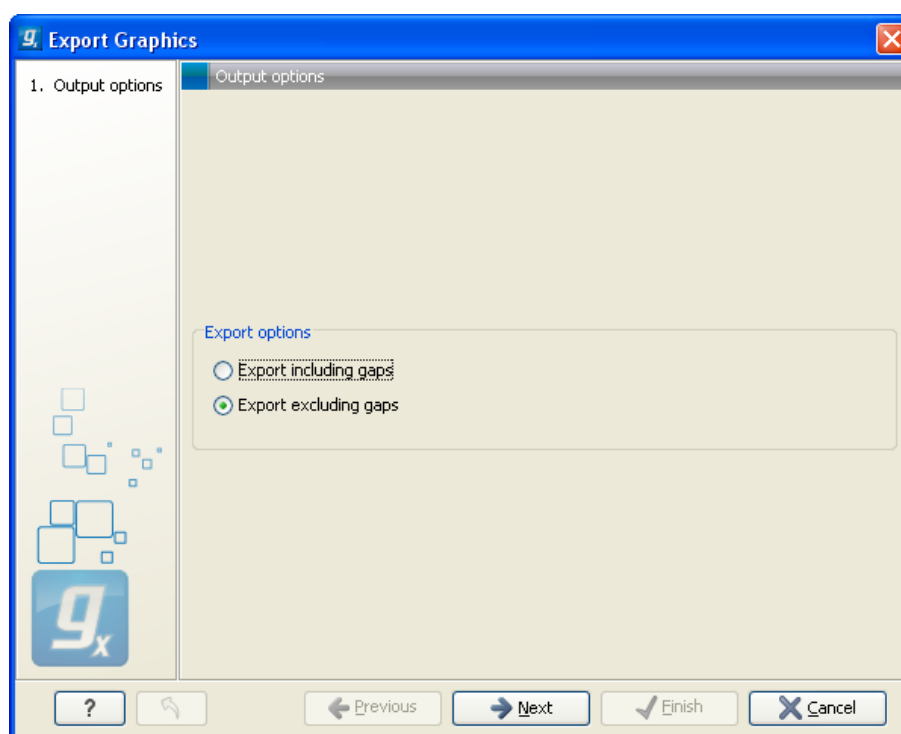 Export Graphics
1. Output options
Output options
Export options
Export including gaps
Export excluding gaps
gx
?
Previous
Next
Finish
Cancel